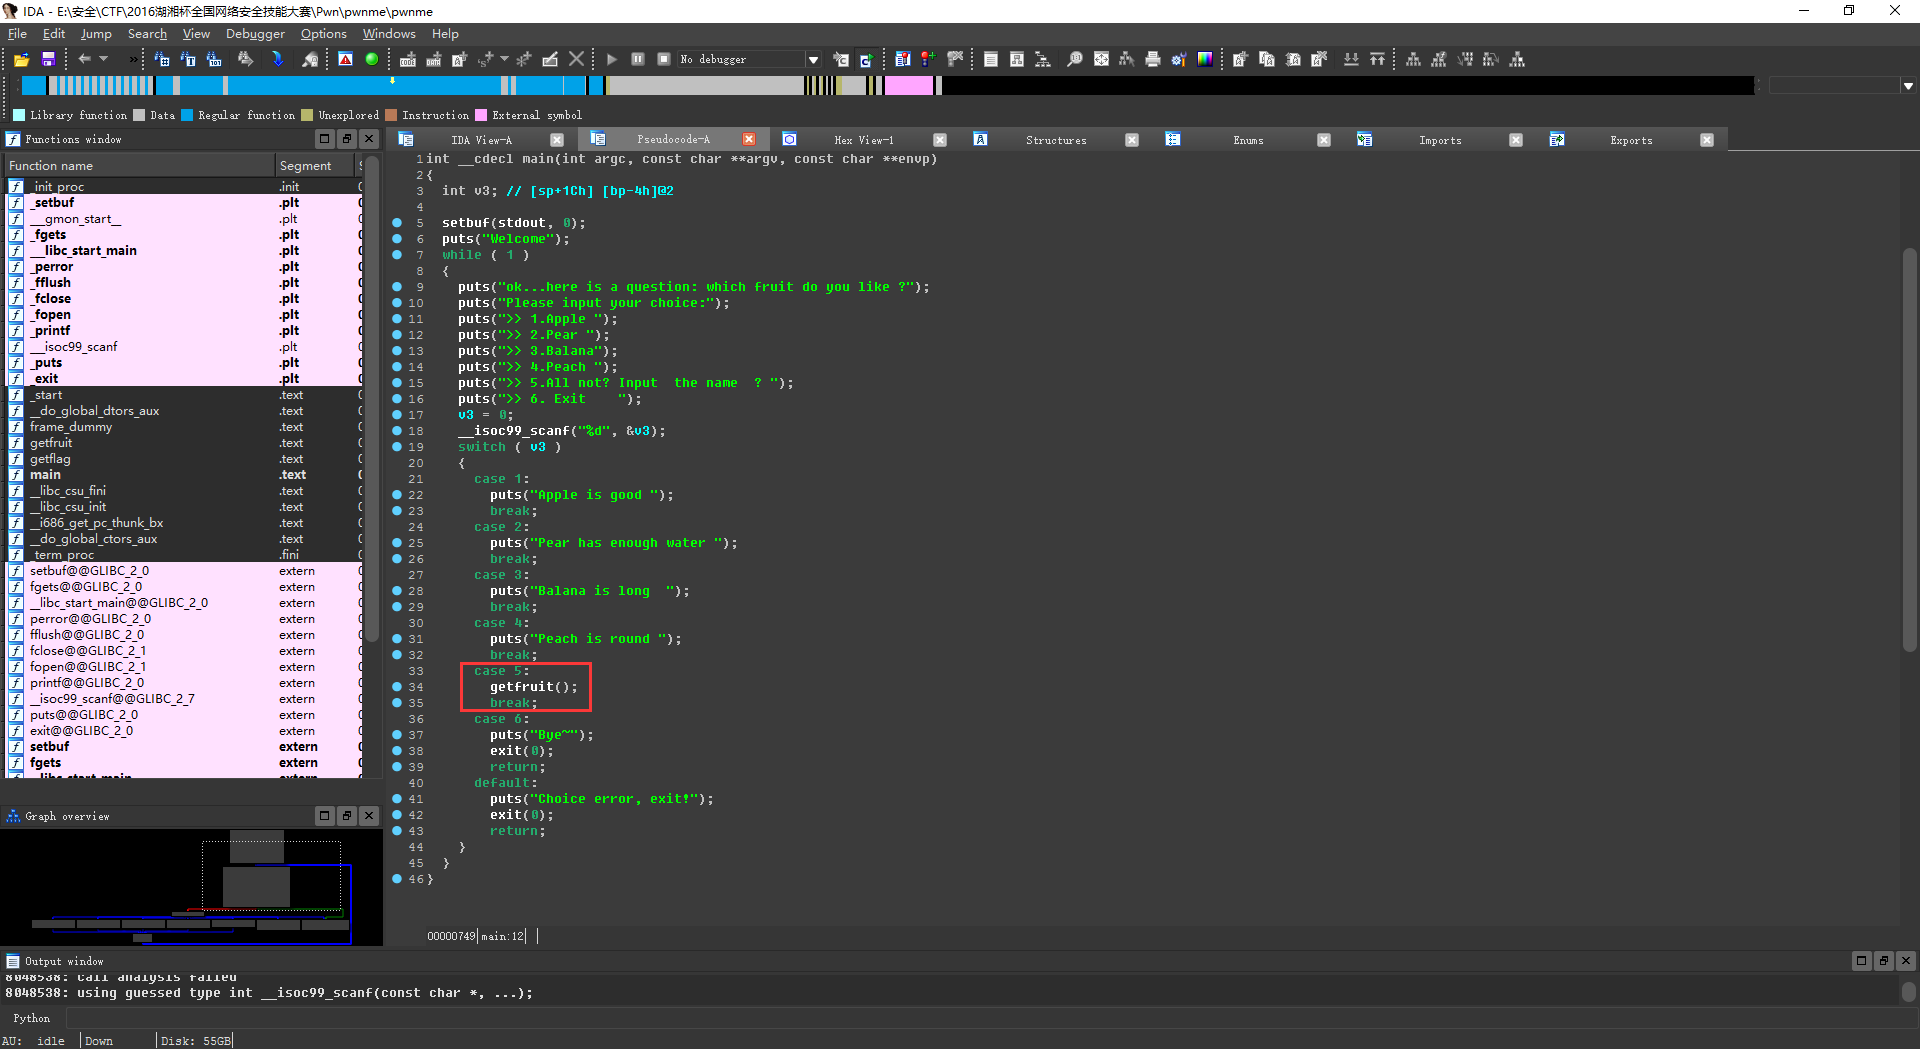 IDA - E:\安全\CTF\2016湖湘杯全国网络安全技能大赛\Pwn\pwnme\pwnme
File Edit Jump Search View Debugger Options Windows Help
No debugger
Library function Data Regular function Unexplored Instruction External symbol
Functions window
IDA View-A Pseudocode-A Hex View-1 Structures Enums Imports Exports
Function name Segment
_init_proc .init
_setbuf .plt
__gmon_start__ .plt
_fgets .plt
__libc_start_main .plt
_perror .plt
_fflush .plt
_fclose .plt
_fopen .plt
_printf .plt
__isoc99_scanf .plt
_puts .plt
_exit .plt
_start .text
__do_global_dtors_aux .text
frame_dummy .text
getfruit .text
getflag .text
main .text
__libc_csu_fini .text
__libc_csu_init .text
__i686_get_pc_thunk_bx .text
__do_global_ctors_aux .text
_term_proc .fini
setbuf@@GLIBC_2_0 extern
fgets@@GLIBC_2_0 extern
__libc_start_main@@GLIBC_2_0 extern
perror@@GLIBC_2_0 extern
fflush@@GLIBC_2_0 extern
fclose@@GLIBC_2_1 extern
fopen@@GLIBC_2_1 extern
printf@@GLIBC_2_0 extern
__isoc99_scanf@@GLIBC_2_7 extern
puts@@GLIBC_2_0 extern
exit@@GLIBC_2_0 extern
setbuf extern
fgets extern
__libc_start_main extern
1 int __cdecl main(int argc, const char **argv, const char **envp)
2 {
3 int v3; // [sp+1Ch] [bp-4h]@2
4
5 setbuf(stdout, 0);
6 puts("Welcome");
7 while ( 1 )
8 {
9 puts("ok...here is a question: which fruit do you like ?");
10 puts("Please input your choice:");
11 puts(">> 1.Apple ");
12 puts(">> 2.Pear ");
13 puts(">> 3.Balana");
14 puts(">> 4.Peach ");
15 puts(">> 5.All not? Input  the name  ? ");
16 puts(">> 6. Exit    ");
17 v3 = 0;
18 __isoc99_scanf("%d", &v3);
19 switch ( v3 )
20 {
21 case 1:
22 puts("Apple is good ");
23 break;
24 case 2:
25 puts("Pear has enough water ");
26 break;
27 case 3:
28 puts("Balana is long  ");
29 break;
30 case 4:
31 puts("Peach is round ");
32 break;
33 case 5:
34 getfruit();
35 break;
36 case 6:
37 puts("Bye~");
38 exit(0);
39 return;
40 default:
41 puts("Choice error, exit!");
42 exit(0);
43 return;
44 }
45 }
46 }
00000749 main:12
Graph overview
Output window
8048538: call analysis failed
8048538: using guessed type int __isoc99_scanf(const char *, ...);
Python
AU: idle Down Disk: 55GB